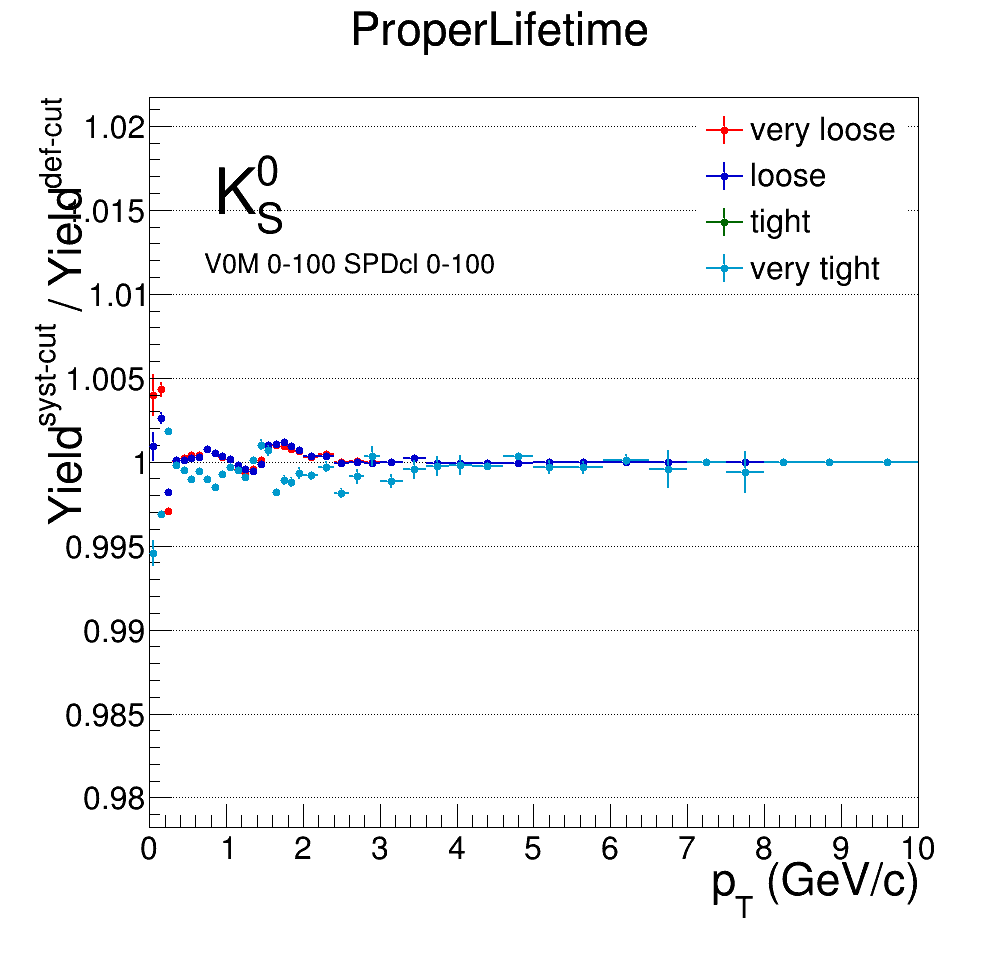 ProperLifetime
Yield^syst-cut / Yield^def-cut
1.02
1.015
1.01
1.005
1
0.995
0.99
0.985
0.98
K^0_S
V0M 0-100 SPDcl 0-100
very loose
loose
tight
very tight
0 1 2 3 4 5 6 7 8 9 10
p_T (GeV/c)